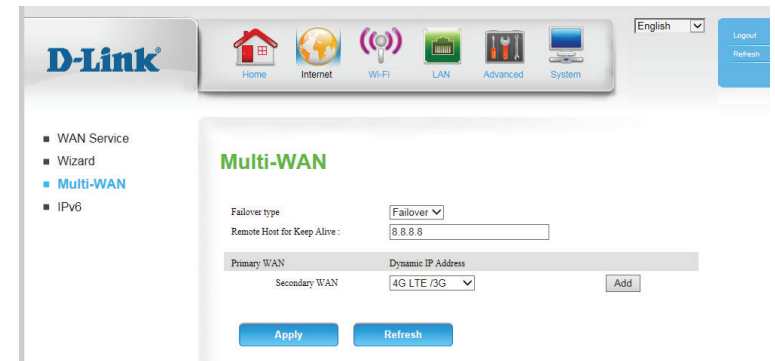 English
Logout
Refresh
D-Link
Home Internet Wi-Fi LAN Advanced System
WAN Service
Wizard
Multi-WAN
IPv6
Multi-WAN
Failover type Failover
Remote Host for Keep Alive : 8.8.8.8
Primary WAN Dynamic IP Address
Secondary WAN 4G LTE /3G Add
Apply Refresh